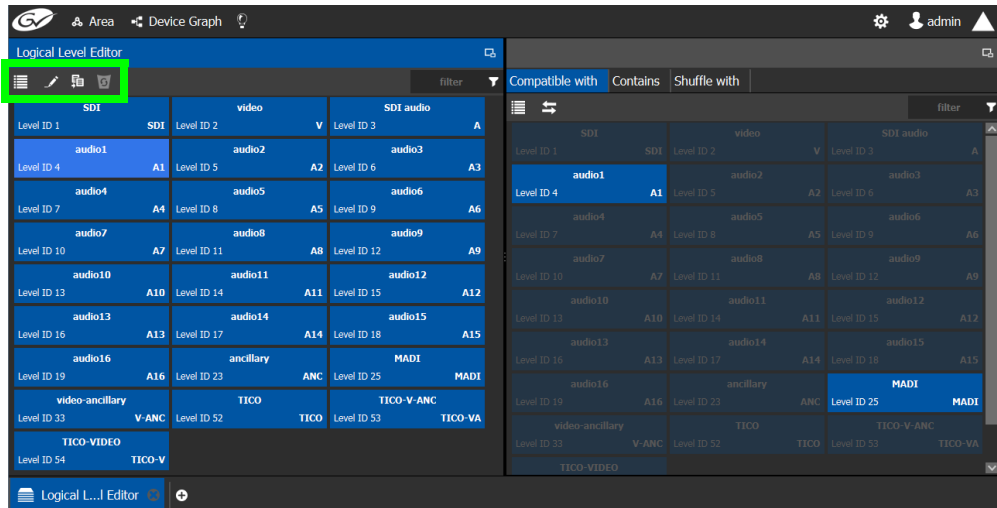 GV Area Device Graph admin
Logical Level Editor
filter
SDI video SDI audio
Level ID 1 SDI Level ID 2 V Level ID 3 A
audio1 audio2 audio3
Level ID 4 A1 Level ID 5 A2 Level ID 6 A3
audio4 audio5 audio6
Level ID 7 A4 Level ID 8 A5 Level ID 9 A6
audio7 audio8 audio9
Level ID 10 A7 Level ID 11 A8 Level ID 12 A9
audio10 audio11 audio12
Level ID 13 A10 Level ID 14 A11 Level ID 15 A12
audio13 audio14 audio15
Level ID 16 A13 Level ID 17 A14 Level ID 18 A15
audio16 ancillary MADI
Level ID 19 A16 Level ID 23 ANC Level ID 25 MADI
video-ancillary TICO TICO-V-ANC
Level ID 33 V-ANC Level ID 52 TICO Level ID 53 TICO-VA
TICO-VIDEO
Level ID 54 TICO-V
Compatible with Contains Shuffle with
filter
SDI video SDI audio
Level ID 1 SDI Level ID 2 V Level ID 3 A
audio1 audio2 audio3
Level ID 4 A1 Level ID 5 A2 Level ID 6 A3
audio4 audio5 audio6
Level ID 7 A4 Level ID 8 A5 Level ID 9 A6
audio7 audio8 audio9
Level ID 10 A7 Level ID 11 A8 Level ID 12 A9
audio10 audio11 audio12
Level ID 13 A10 Level ID 14 A11 Level ID 15 A12
audio13 audio14 audio15
Level ID 16 A13 Level ID 17 A14 Level ID 18 A15
audio16 ancillary MADI
Level ID 19 A16 Level ID 23 ANC Level ID 25 MADI
video-ancillary TICO TICO-V-ANC
Level ID 33 V-ANC Level ID 52 TICO Level ID 53 TICO-VA
TICO-VIDEO
Logical L...l Editor